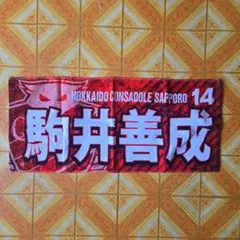 HOKKAIDO CONSADOLE SAPPORO 14
駒井善成